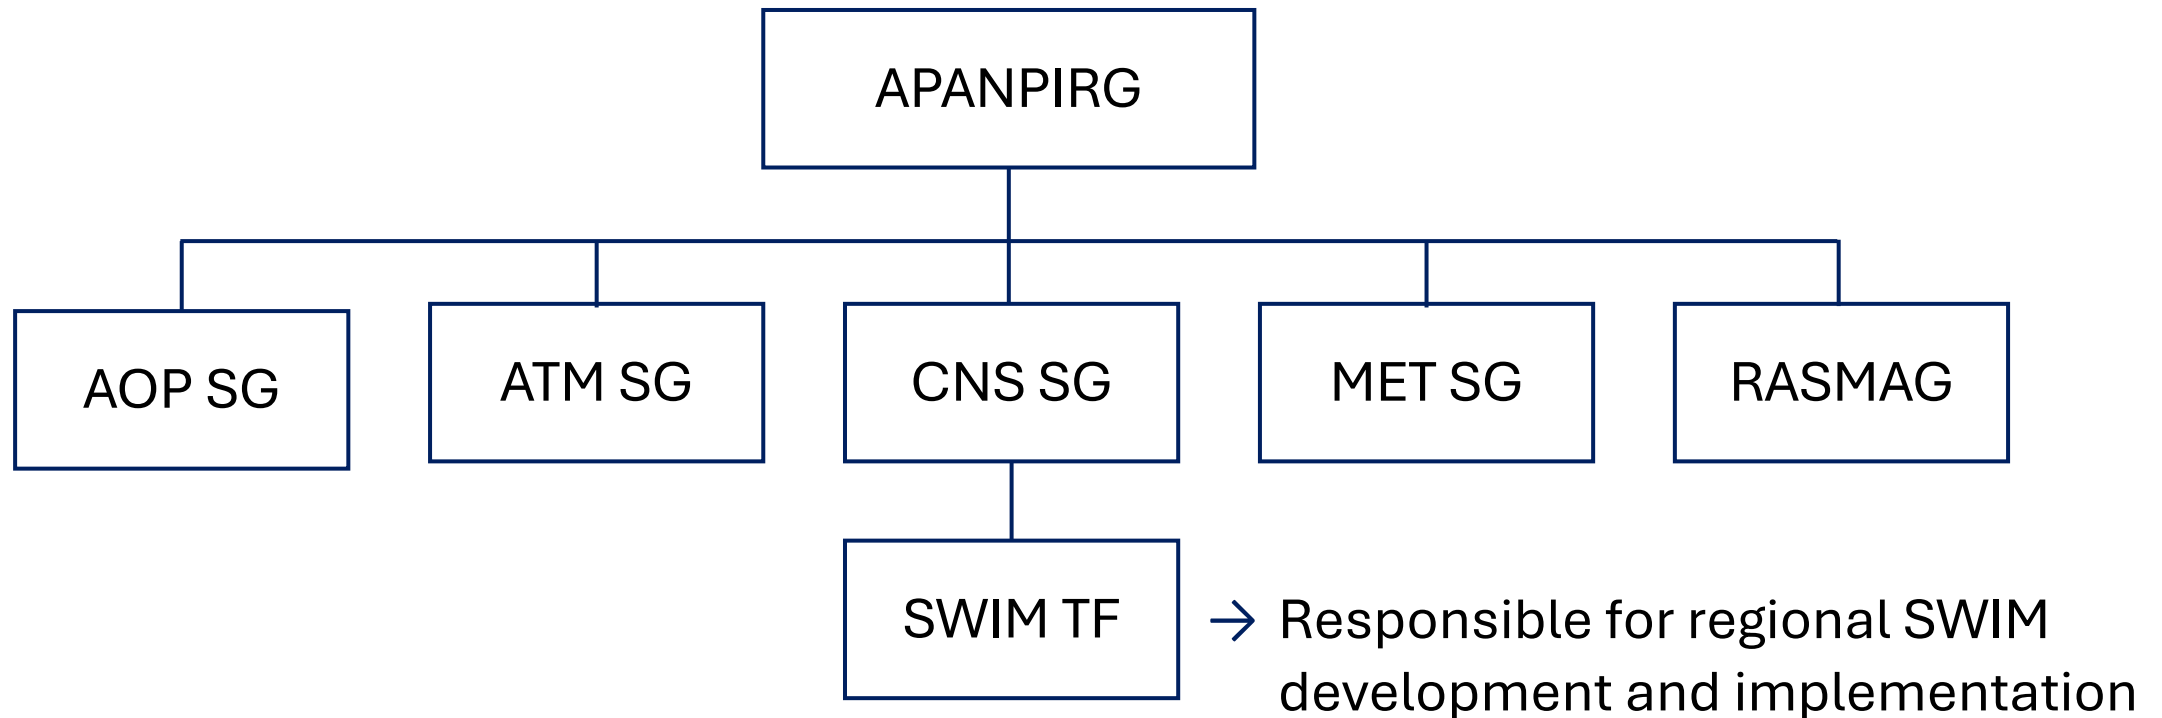 APANPIRG
AOP SG
ATM SG
CNS SG
MET SG
RASMAG
SWIM TF
→ Responsible for regional SWIM
development and implementation